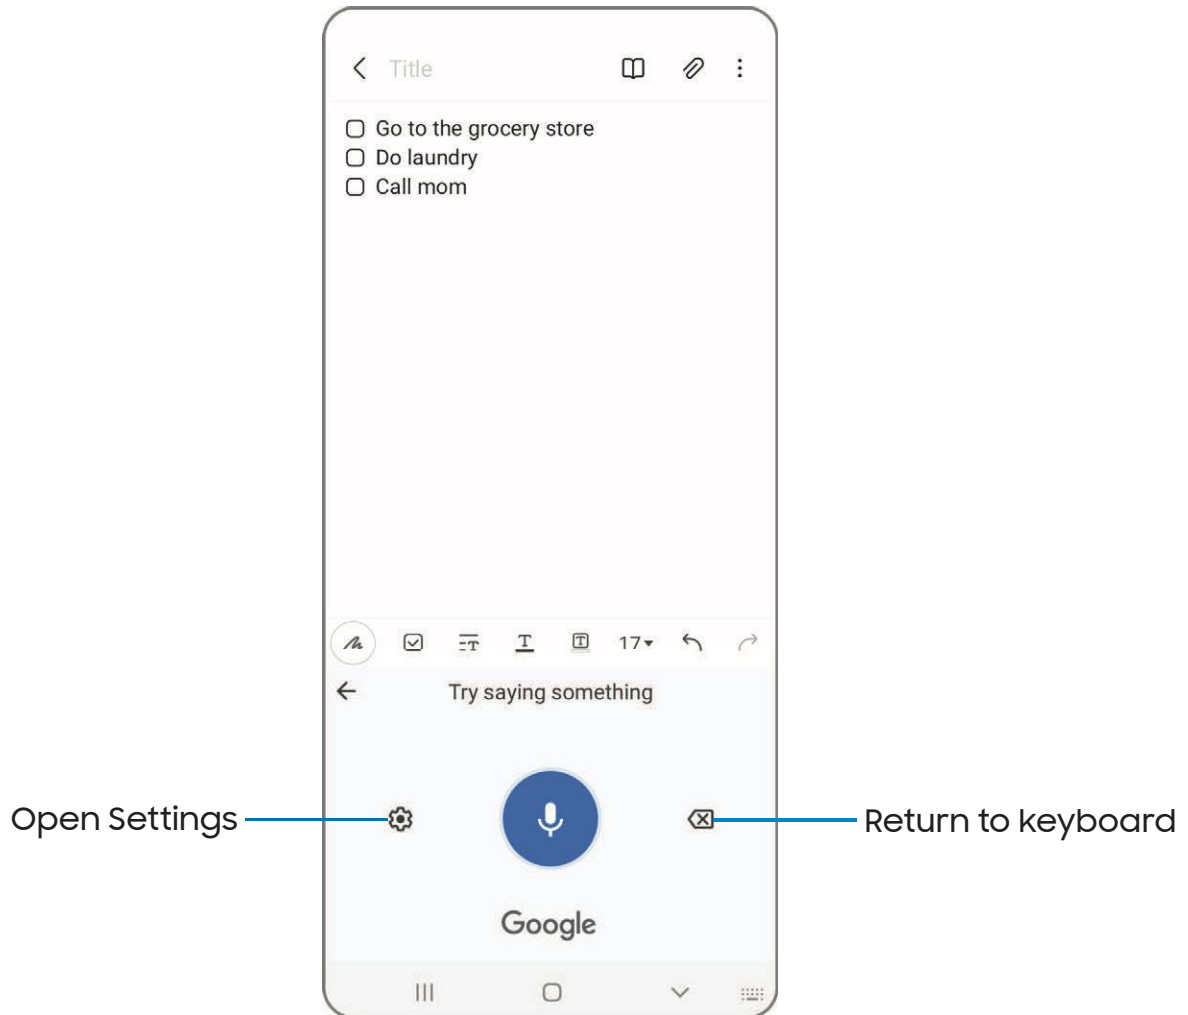 Title
Go to the grocery store
Do laundry
Call mom
17
Try saying something
Open Settings
Return to keyboard
Google